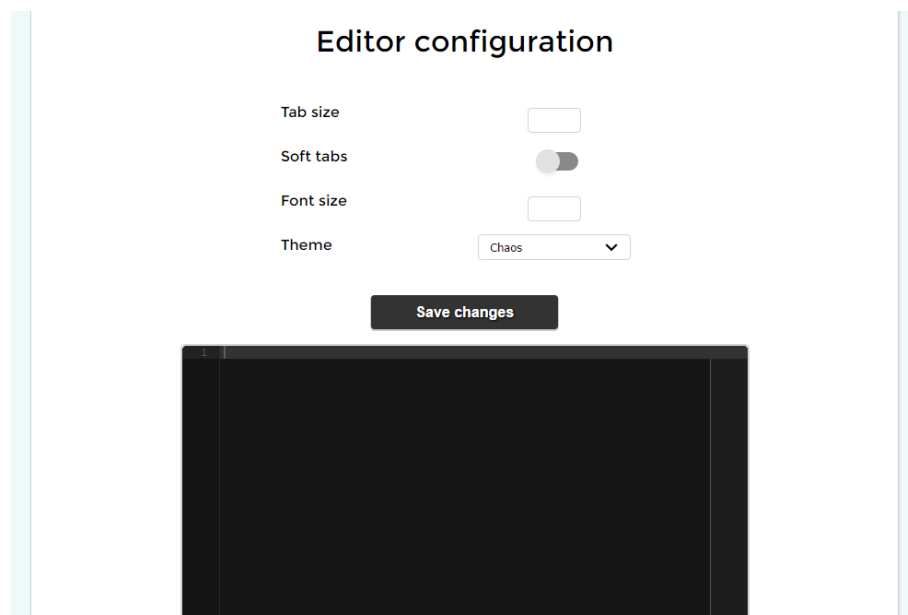 Editor configuration
Tab size
Soft tabs
Font size
Theme
Chaos
Save changes
1